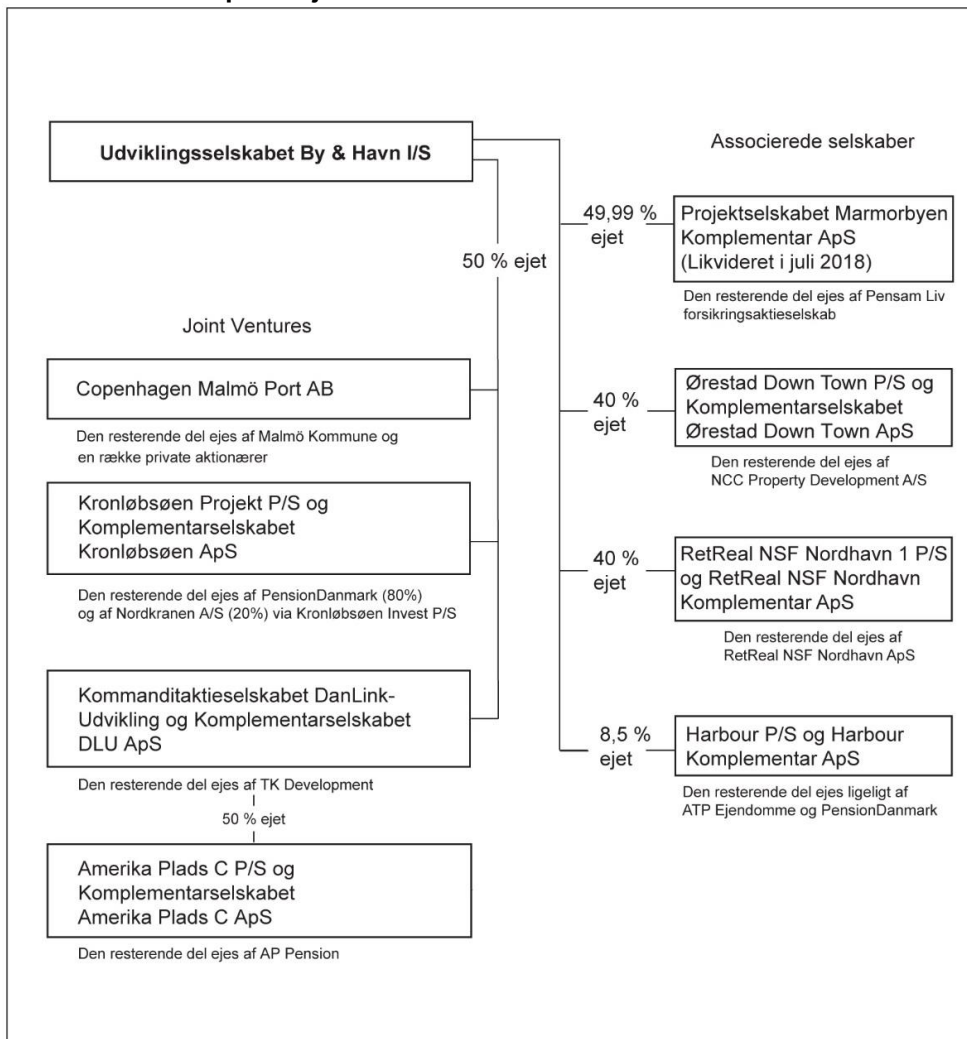 Udviklingsselskabet By & Havn I/S
50 % ejet
Joint Ventures
Copenhagen Malmö Port AB
Den resterende del ejes af Malmö Kommune og
en række private aktionærer
Kronløbsøen Projekt P/S og
Komplementarselskabet
Kronløbsøen ApS
Den resterende del ejes af PensionDanmark (80%)
og af Nordkranen A/S (20%) via Kronløbsøen Invest P/S
Kommanditaktieselskabet DanLink-
Udvikling og Komplementarselskabet
DLU ApS
Den resterende del ejes af TK Development
50 % ejet
Amerika Plads C P/S og
Komplementarselskabet
Amerika Plads C ApS
Den resterende del ejes af AP Pension
Associerede selskaber
49,99 %
ejet
Projektselskabet Marmorbyen
Komplementar ApS
(Likvideret i juli 2018)
Den resterende del ejes af Pensam Liv
forsikringsaktieselskab
40 %
ejet
Ørestad Down Town P/S og
Komplementarselskabet
Ørestad Down Town ApS
Den resterende del ejes af
NCC Property Development A/S
40 %
ejet
RetReal NSF Nordhavn 1 P/S
og RetReal NSF Nordhavn
Komplementar ApS
Den resterende del ejes af
RetReal NSF Nordhavn ApS
8,5 %
ejet
Harbour P/S og Harbour
Komplementar ApS
Den resterende del ejes ligeligt af
ATP Ejendomme og PensionDanmark